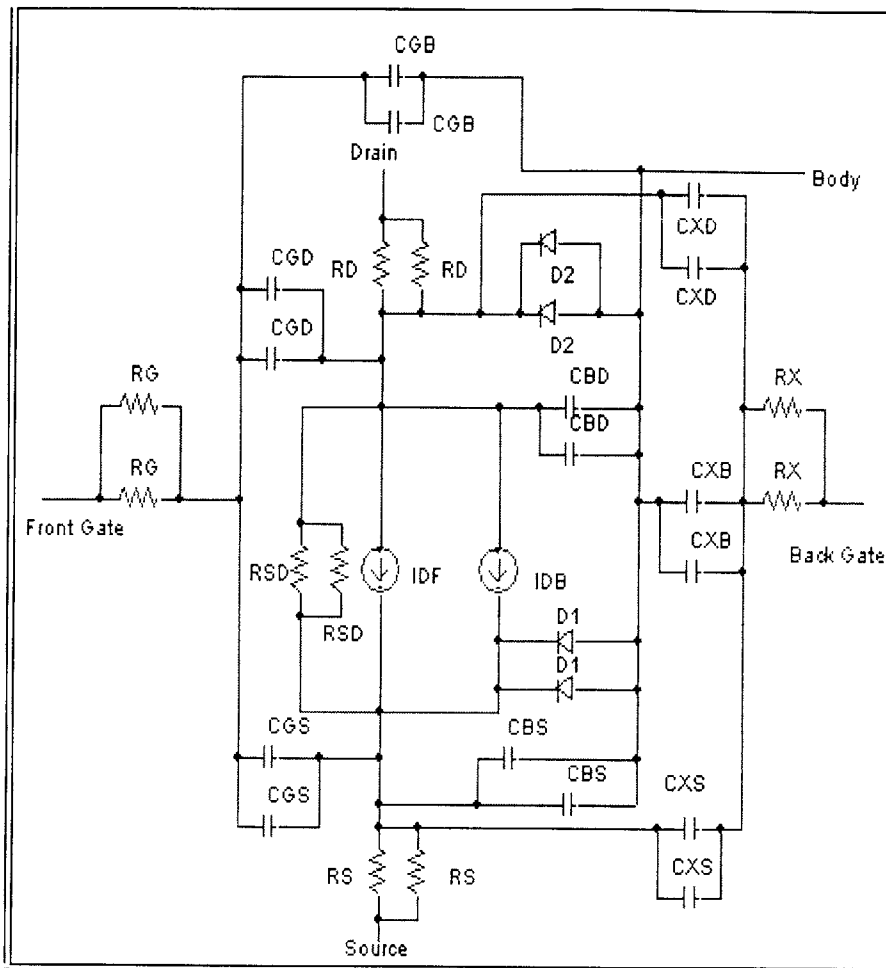 CGB
CGB
Drain
Body
CXD
CGD
RD
RD
D2
CXD
CGD
D2
RG
CBD
RX
CBD
RG
CXB
RX
Front Gate
CXB
Back Gate
RSD
IDF
IDB
RSD
D1
D1
CGS
CBS
CBS
CXS
CGS
CXS
RS
RS
Source